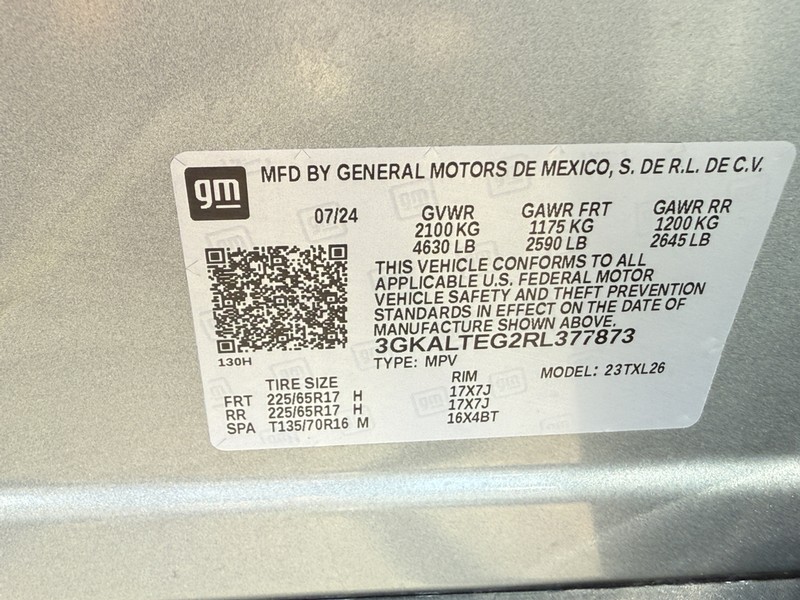 gm
MFD BY GENERAL MOTORS DE MEXICO, S. DE R.L. DE C.V.
07/24 GVWR GAWR FRT GAWR RR
2100 KG 1175 KG 1200 KG
4630 LB 2590 LB 2645 LB
THIS VEHICLE CONFORMS TO ALL
APPLICABLE U.S. FEDERAL MOTOR
VEHICLE SAFETY AND THEFT PREVENTION
STANDARDS IN EFFECT ON THE DATE OF
MANUFACTURE SHOWN ABOVE.
3GKALTEG2RL377873
130H
TYPE: MPV MODEL: 23TXL26
TIRE SIZE RIM
FRT 225/65R17 H 17X7J
RR 225/65R17 H 17X7J
SPA T135/70R16 M 16X4BT